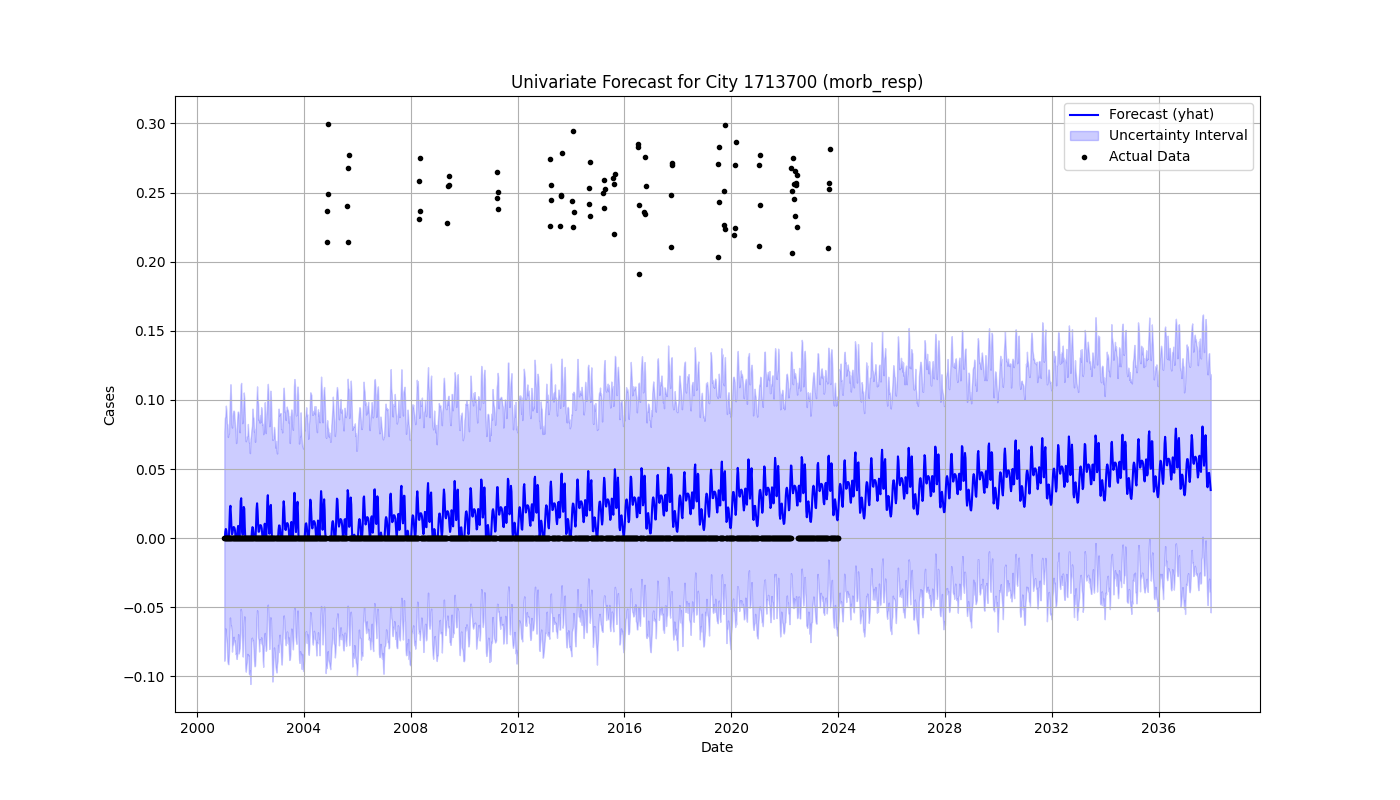 Univariate Forecast for City 1713700 (morb_resp)
Forecast (yhat)
Uncertainty Interval
Actual Data
Cases
0.30
0.25
0.20
0.15
0.10
0.05
0.00
−0.05
−0.10
2000 2004 2008 2012 2016 2020 2024 2028 2032 2036
Date